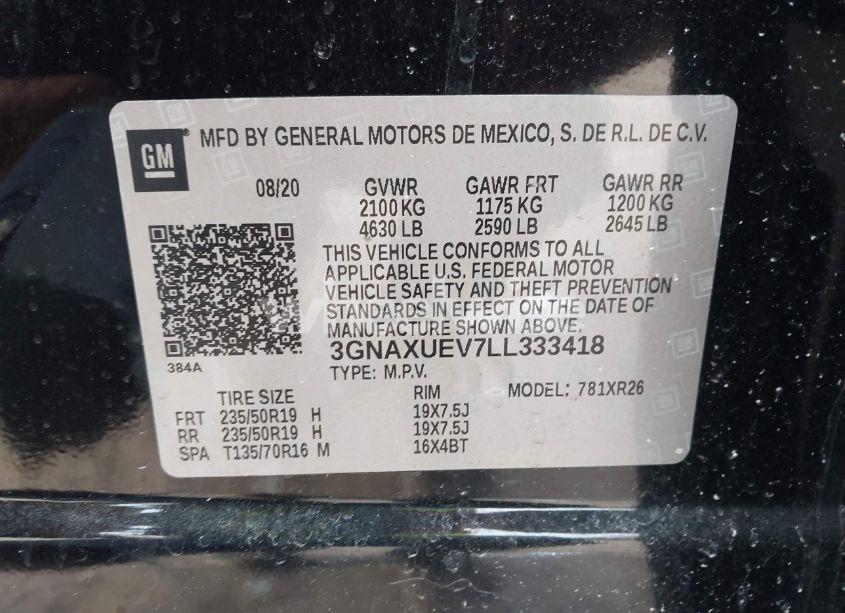 GM
MFD BY GENERAL MOTORS DE MEXICO, S. DE R.L. DE C.V.
08/20 GVWR GAWR FRT GAWR RR
2100 KG 1175 KG 1200 KG
4630 LB 2590 LB 2645 LB
THIS VEHICLE CONFORMS TO ALL
APPLICABLE U.S. FEDERAL MOTOR
VEHICLE SAFETY AND THEFT PREVENTION
STANDARDS IN EFFECT ON THE DATE OF
MANUFACTURE SHOWN ABOVE.
384A
3GNAXUEV7LL333418
TYPE: M.P.V.
TIRE SIZE RIM MODEL: 781XR26
FRT 235/50R19 H 19X7.5J
RR 235/50R19 H 19X7.5J
SPA T135/70R16 M 16X4BT